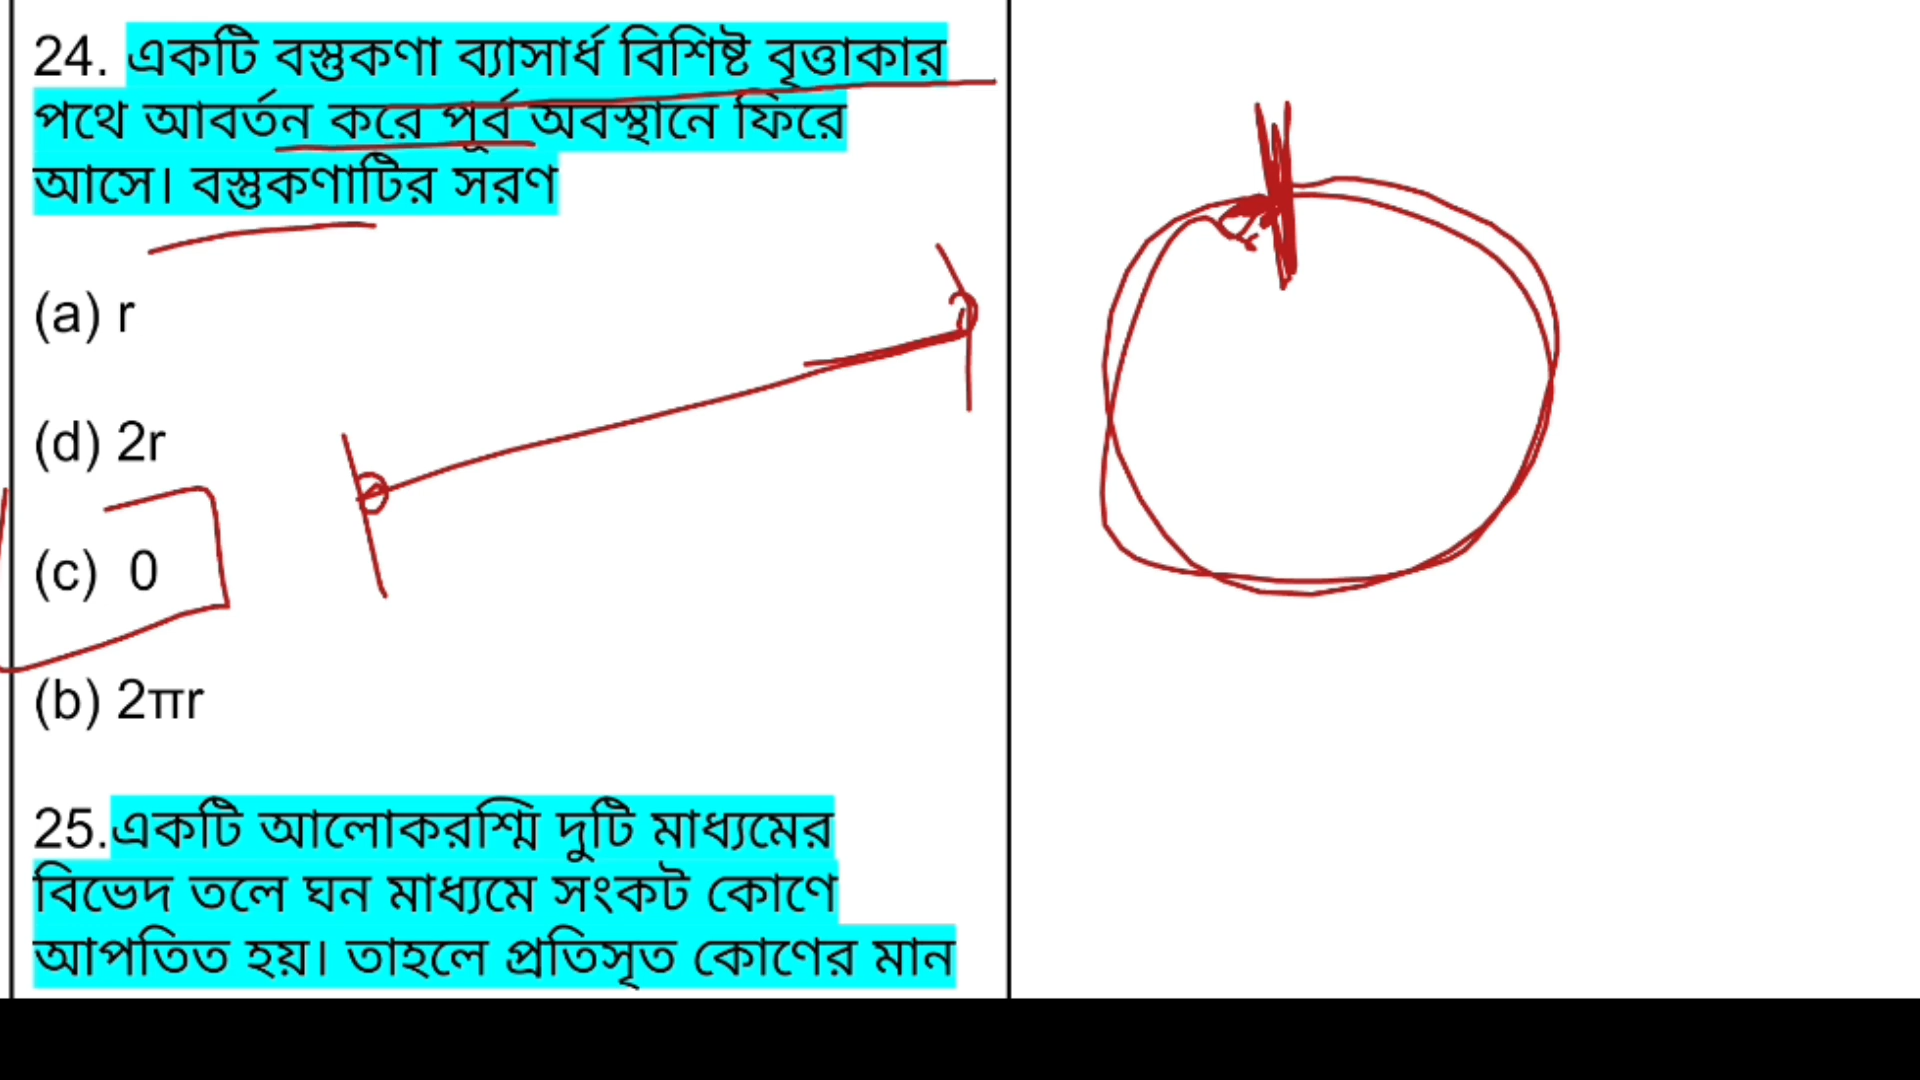 24. একটি বস্তুকণা ব্যাসার্ধ বিশিষ্ট বৃত্তাকার
পথে আবর্তন করে পূর্ব অবস্থানে ফিরে
আসে। বস্তুকণাটির সরণ
(a) r
(d) 2r
(c) 0
(b) 2πr
25.একটি আলোকরশ্মি দুটি মাধ্যমের
বিভেদ তলে ঘন মাধ্যমে সংকট কোণে
আপতিত হয়। তাহলে প্রতিসৃত কোণের মান